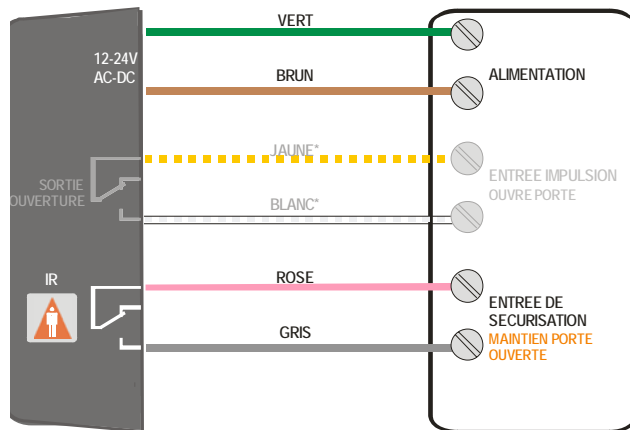 VERT
12-24V
AC-DC
BRUN
ALIMENTATION
JAUNE*
SORTIE
OUVERTURE
ENTREE IMPULSION
OUVRE PORTE
BLANC*
IR
ROSE
ENTREE DE
SECURISATION
MAINTIEN PORTE
OUVERTE
GRIS